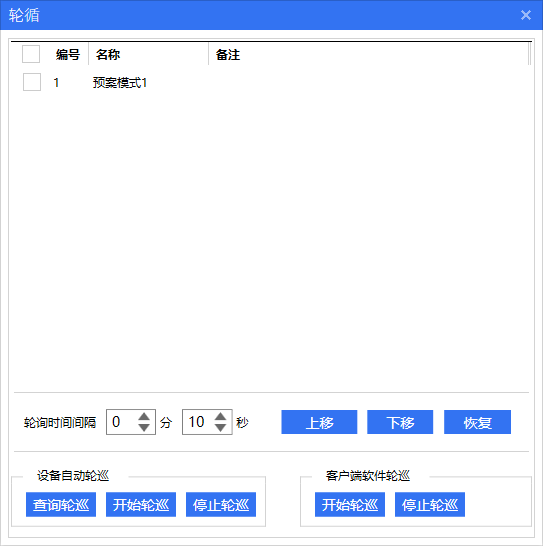 轮循
编号 名称 备注
1 预案模式1
轮询时间间隔 0 分 10 秒 上移 下移 恢复
设备自动轮巡 客户端软件轮巡
查询轮巡 开始轮巡 停止轮巡 开始轮巡 停止轮巡